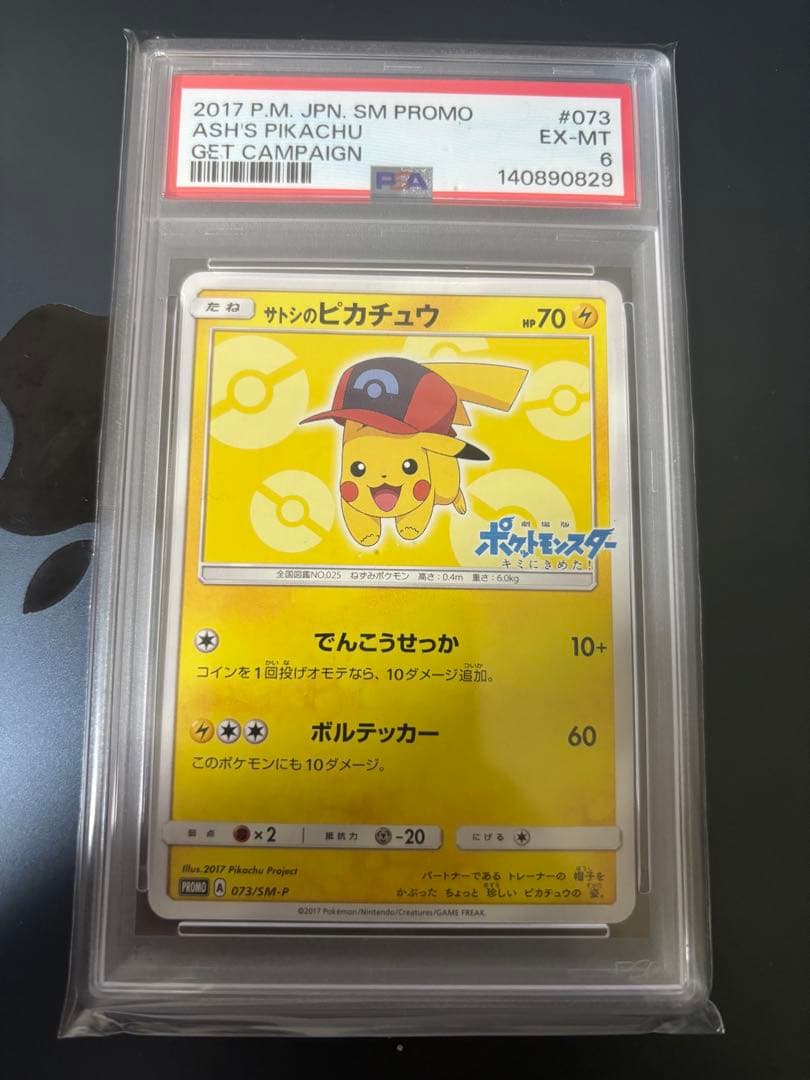 2017 P.M. JPN. SM PROMO #073
ASH'S PIKACHU EX-MT
GET CAMPAIGN 6
PSA 140890829
たね サトシのピカチュウ HP70
劇場版
ポケットモンスター
キミにきめた!
全国図鑑NO.025 ねずみポケモン 高さ:0.4m 重さ:6.0kg
でんこうせっか 10+
コインを1回投げオモテなら、10ダメージ追加。
ボルテッカー 60
このポケモンにも10ダメージ。
弱点 ×2 抵抗力 -20 にげる
Illus.2017 Pikachu Project
PROMO A 073/SM-P
パートナーである トレーナーの 帽子を
かぶった ちょっと 珍しい ピカチュウの 姿。
©2017 Pokémon/Nintendo/Creatures/GAME FREAK.